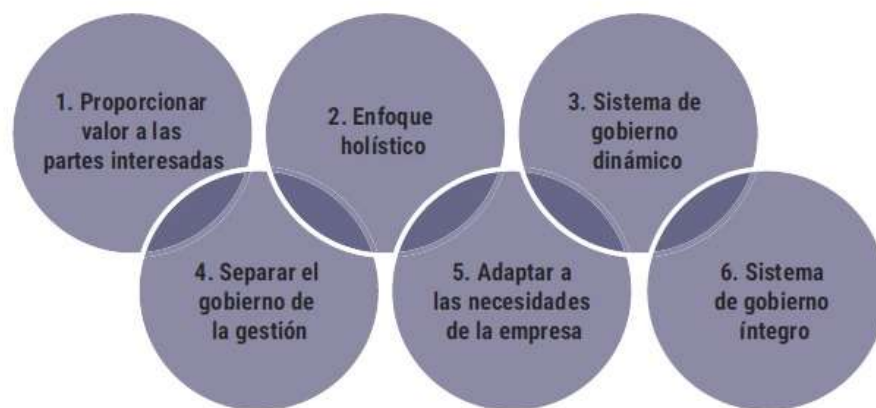 1. Proporcionar
valor a las
partes interesadas
2. Enfoque
holístico
3. Sistema de
gobierno
dinámico
4. Separar el
gobierno de
la gestión
5. Adaptar a
las necesidades
de la empresa
6. Sistema
de gobierno
íntegro